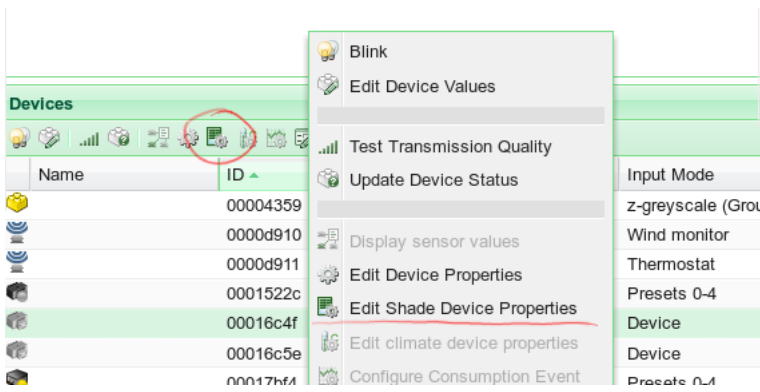 Devices
Name ID Input Mode
00004359 z-greyscale (Grou
0000d910 Wind monitor
0000d911 Thermostat
0001522c Presets 0-4
00016c4f Device
00016c5e Device
00017bf4 Presets 0-4
Blink
Edit Device Values
Test Transmission Quality
Update Device Status
Display sensor values
Edit Device Properties
Edit Shade Device Properties
Edit climate device properties
Configure Consumption Event